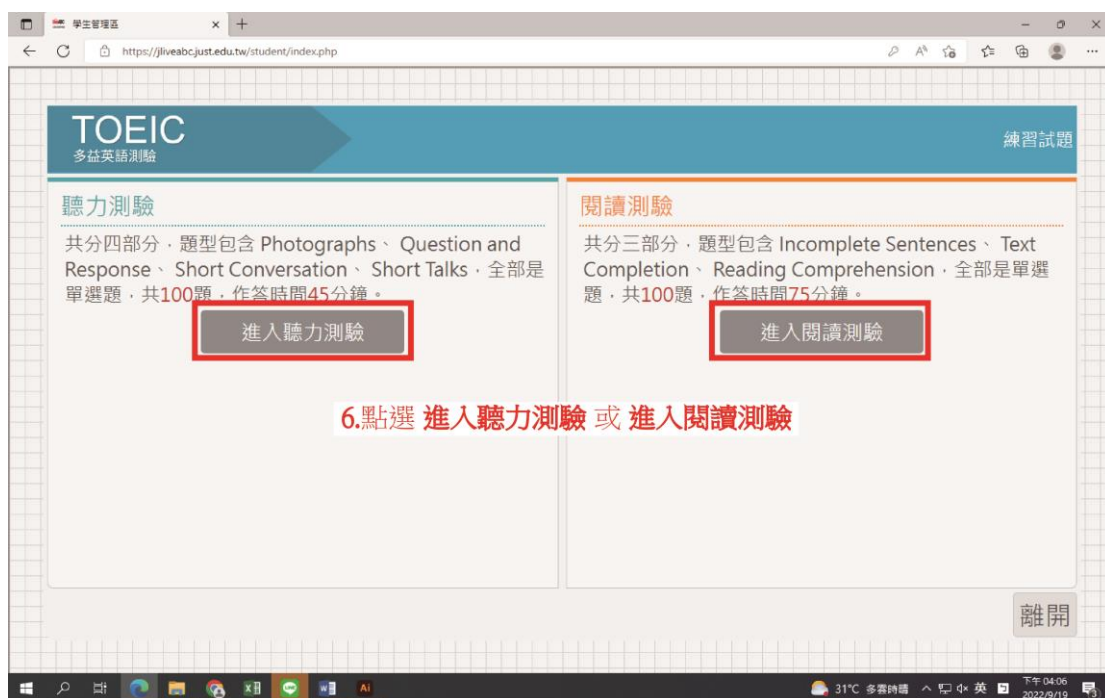 學生管理區
https://jliveabc.just.edu.tw/student/index.php
TOEIC
多益英語測驗
練習試題
聽力測驗
共分四部分，題型包含 Photographs、 Question and
Response、 Short Conversation、 Short Talks，全部是
單選題，共100題，作答時間45分鐘。
進入聽力測驗
閱讀測驗
共分三部分，題型包含 Incomplete Sentences、 Text
Completion、 Reading Comprehension，全部是單選
題，共100題，作答時間75分鐘。
進入閱讀測驗
6.點選 進入聽力測驗 或 進入閱讀測驗
離開
31°C 多雲時晴 英
下午 04:06
2022/9/19